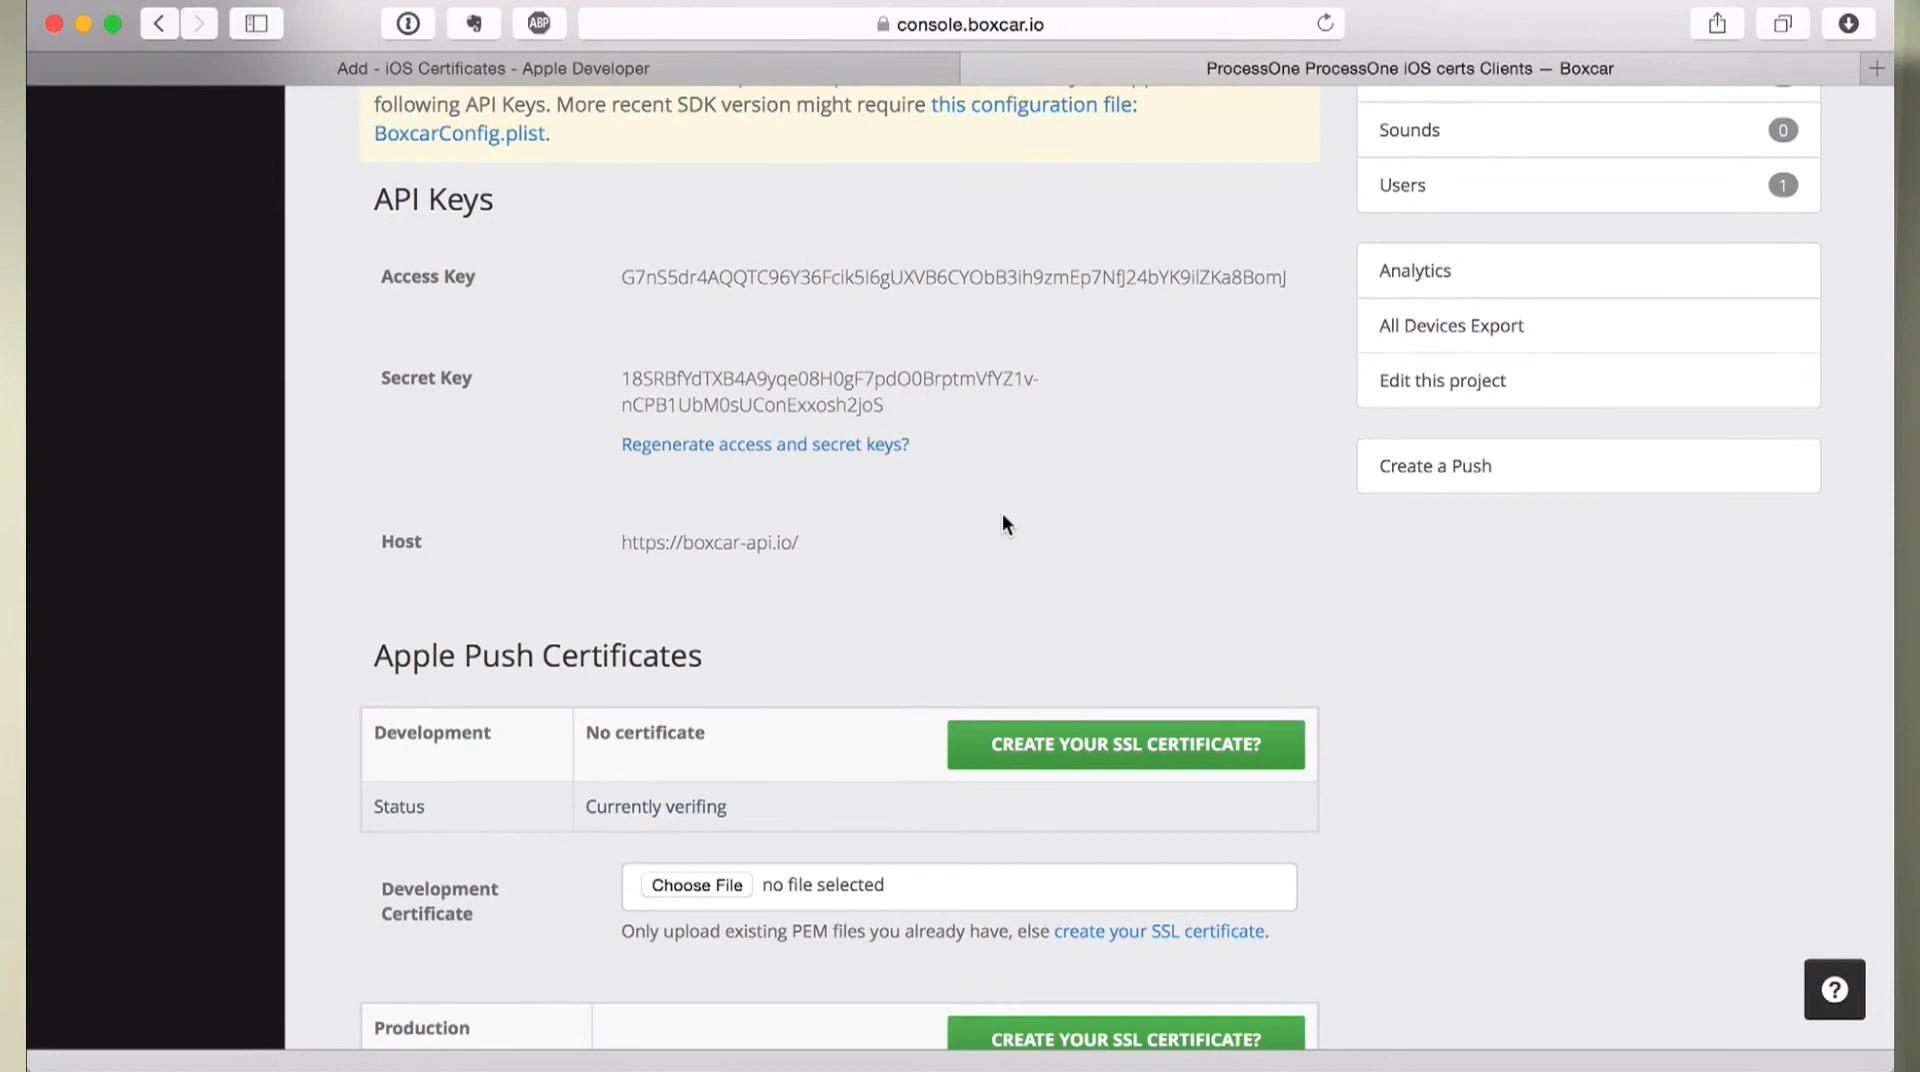 console.boxcar.io
Add - iOS Certificates - Apple Developer
ProcessOne ProcessOne iOS certs Clients — Boxcar
following API Keys. More recent SDK version might require this configuration file:
BoxcarConfig.plist.
API Keys
Access Key
G7nS5dr4AQQTC96Y36Fcik5I6gUXVB6CYObB3ih9zmEp7NfJ24bYK9ilZKa8BomJ
Secret Key
18SRBfYdTXB4A9yqe08H0gF7pdO0BrptmVfYZ1v-
nCPB1UbM0sUConExxosh2joS
Regenerate access and secret keys?
Host
https://boxcar-api.io/
Apple Push Certificates
Development
No certificate
CREATE YOUR SSL CERTIFICATE?
Status
Currently verifing
Development
Certificate
Choose File no file selected
Only upload existing PEM files you already have, else create your SSL certificate.
Production
CREATE YOUR SSL CERTIFICATE?
Sounds
0
Users
1
Analytics
All Devices Export
Edit this project
Create a Push
ABP
?